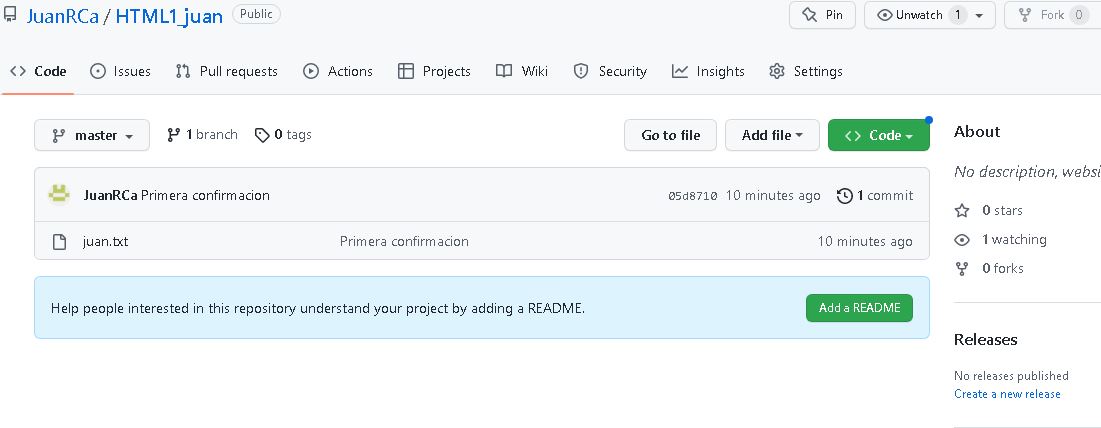 JuanRCa / HTML1_juan Public Pin Unwatch 1 Fork 0
Code Issues Pull requests Actions Projects Wiki Security Insights Settings
master 1 branch 0 tags Go to file Add file Code
JuanRCa Primera confirmacion 05d8710 10 minutes ago 1 commit
juan.txt Primera confirmacion 10 minutes ago
Help people interested in this repository understand your project by adding a README. Add a README
About
No description, websi
0 stars
1 watching
0 forks
Releases
No releases published
Create a new release